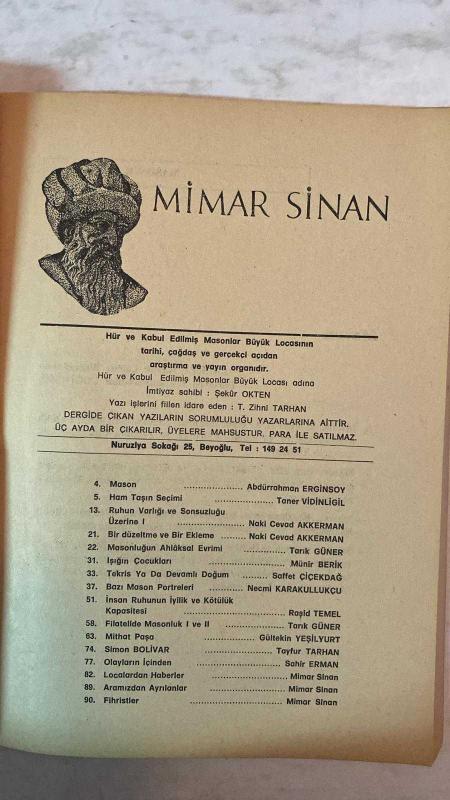 MİMAR SİNAN
Hür ve Kabul Edilmiş Masonlar Büyük Locasının
tarihi, çağdaş ve gerçekçi açıdan
araştırma ve yayın organıdır.
Hür ve Kabul Edilmiş Masonlar Büyük Locası adına
İmtiyaz sahibi : Şekûr OKTEN
Yazı işlerini fiilen idare eden : T. Zihni TARHAN
DERGİDE ÇIKAN YAZILARIN SORUMLULUĞU YAZARLARINA AİTTİR.
ÜÇ AYDA BİR ÇIKARILIR, ÜYELERE MAHSUSTUR. PARA İLE SATILMAZ.
Nuruziya Sokağı 25, Beyoğlu, Tel : 149 24 51
4. Mason .................... Abdürrahman ERGİNSOY
5. Ham Taşın Seçimi .................... Taner VİDİNLİGİL
13. Ruhun Varlığı ve Sonsuzluğu
Üzerine I .................... Naki Cevad AKKERMAN
21. Bir düzeltme ve Bir Ekleme ........ Naki Cevad AKKERMAN
22. Masonluğun Ahlâksal Evrimi .............. Tarık GÜNER
31. Işığın Çocukları .......................... Münir BERİK
33. Tekris Ya Da Devamlı Doğum ........ Saffet ÇİÇEKDAĞ
37. Bazı Mason Portreleri ............ Necmi KARAKULLUKÇU
51. İnsan Ruhunun İyilik ve Kötülük
Kapasitesi .......................... Raşid TEMEL
58. Filatelide Masonluk I ve II .................... Tarık GÜNER
63. Mithat Paşa .................... Gültekin YEŞİLYURT
74. Simon BOLİVAR .......................... Tayfur TARHAN
77. Olayların İçinden .......................... Sahir ERMAN
82. Localardan Haberler .................... Mimar Sinan
89. Aramızdan Ayrılanlar .................... Mimar Sinan
90. Fihristler .......................... Mimar Sinan